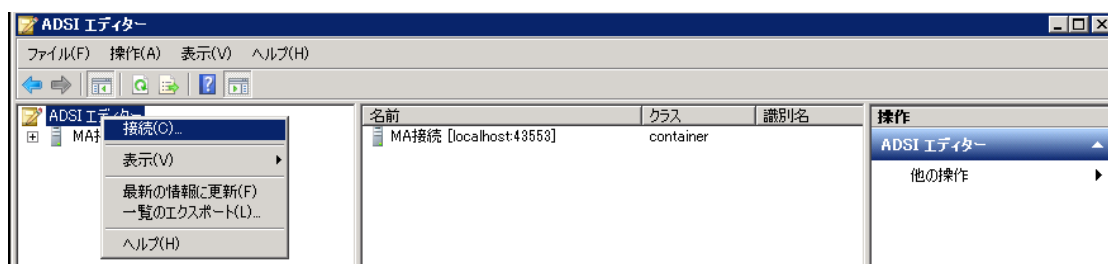 ADSI エディター
ファイル(F) 操作(A) 表示(V) ヘルプ(H)
ADSI エディター
MA接
接続(C)...
表示(V)
最新の情報に更新(F)
一覧のエクスポート(L)...
ヘルプ(H)
名前 クラス 識別名
MA接続 [localhost:43553] container
操作
ADSI エディター
他の操作